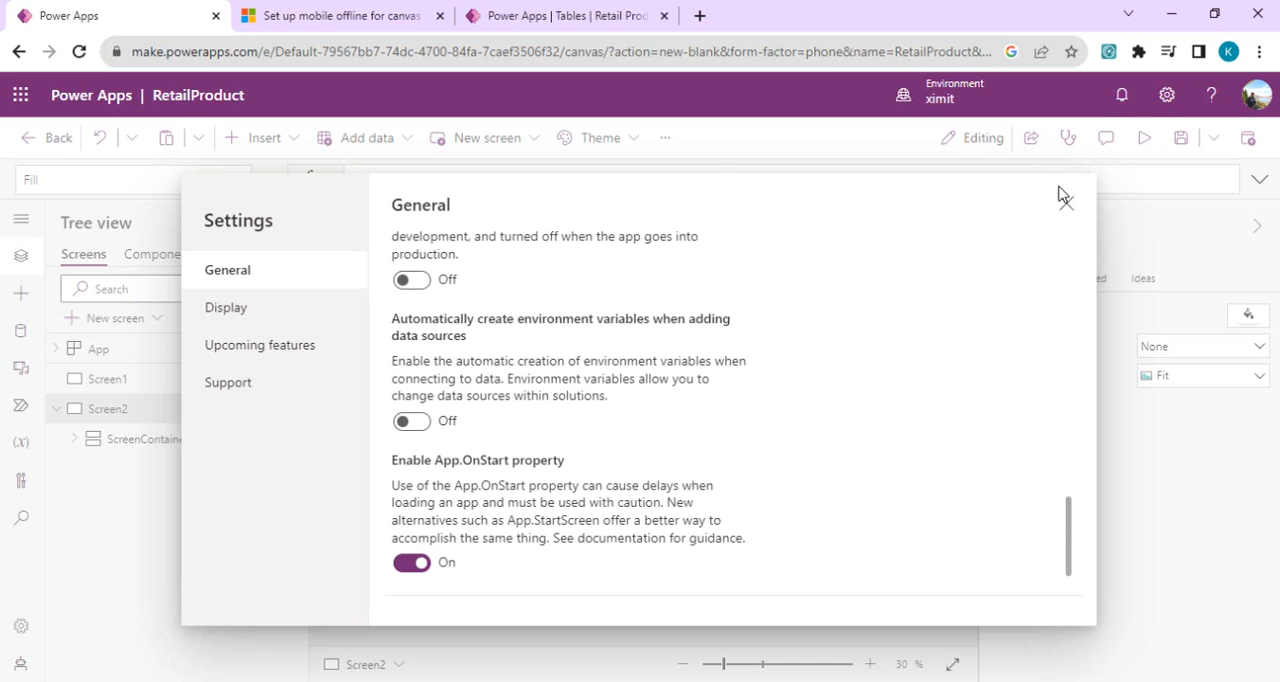 Power Apps
Set up mobile offline for canvas
Power Apps | Tables | Retail Prod
make.powerapps.com/e/Default-79567bb7-74dc-4700-84fa-7caef3506f32/canvas/?action=new-blank&form-factor=phone&name=RetailProduct&...
K
Power Apps | RetailProduct
Environment
ximit
Back
Insert
Add data
New screen
Theme
...
Editing
Fill
Tree view
Screens
Compone
Search
New screen
App
Screen1
Screen2
ScreenContain
Settings
General
Display
Upcoming features
Support
General
development, and turned off when the app goes into
production.
Off
Automatically create environment variables when adding
data sources
Enable the automatic creation of environment variables when
connecting to data. Environment variables allow you to
change data sources within solutions.
Off
Enable App.OnStart property
Use of the App.OnStart property can cause delays when
loading an app and must be used with caution. New
alternatives such as App.StartScreen offer a better way to
accomplish the same thing. See documentation for guidance.
On
ed
Ideas
None
Fit
Screen2
30 %